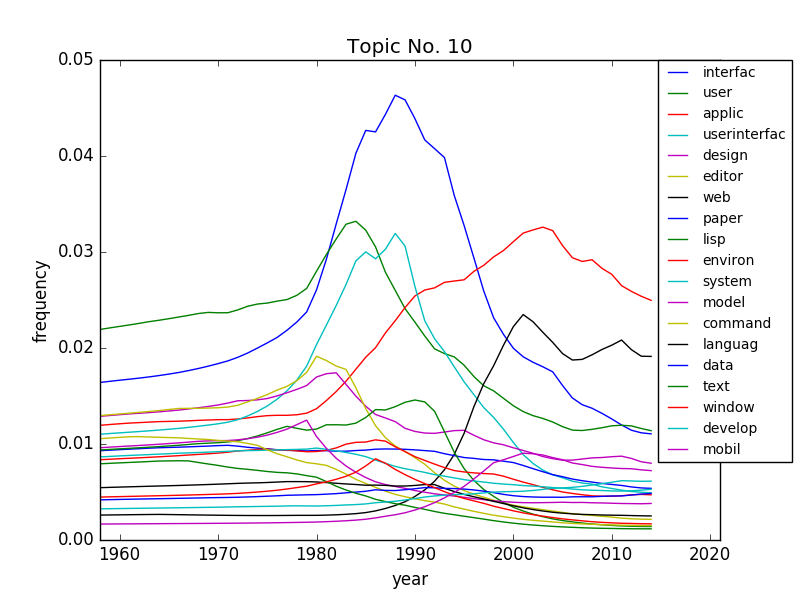 Topic No. 10
0.05
0.04
0.03
0.02
0.01
0.00
frequency
1960 1970 1980 1990 2000 2010 2020
year
interfac
user
applic
userinterfac
design
editor
web
paper
lisp
environ
system
model
command
languag
data
text
window
develop
mobil